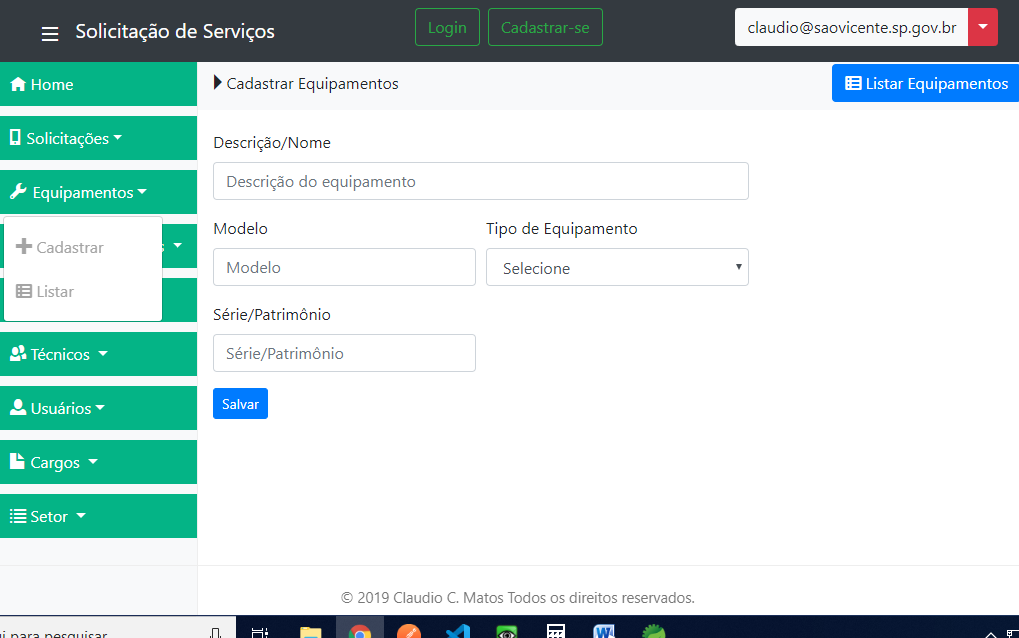 Solicitação de Serviços
Login
Cadastrar-se
claudio@saovicente.sp.gov.br
Home
Solicitações
Equipamentos
Cadastrar
Listar
Técnicos
Usuários
Cargos
Setor
Cadastrar Equipamentos
Listar Equipamentos
Descrição/Nome
Descrição do equipamento
Modelo
Tipo de Equipamento
Modelo
Selecione
Série/Patrimônio
Série/Patrimônio
Salvar
© 2019 Claudio C. Matos Todos os direitos reservados.
para pesquisar